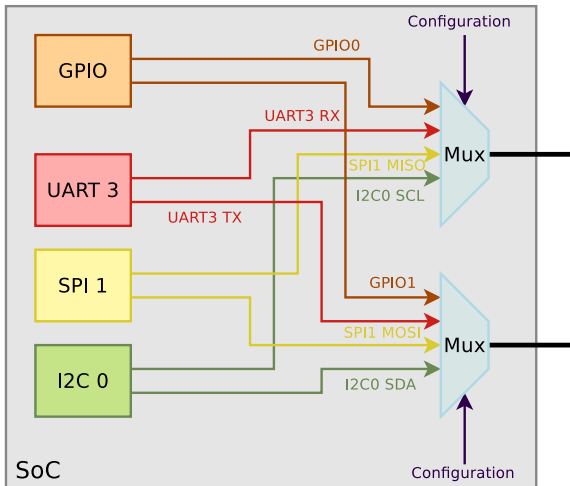 Configuration
GPIO0
GPIO
UART3 RX
Mux
SPI1 MISO
UART 3
I2C0 SCL
UART3 TX
SPI 1
GPIO1
SPI1 MOSI
Mux
I2C 0
I2C0 SDA
SoC
Configuration